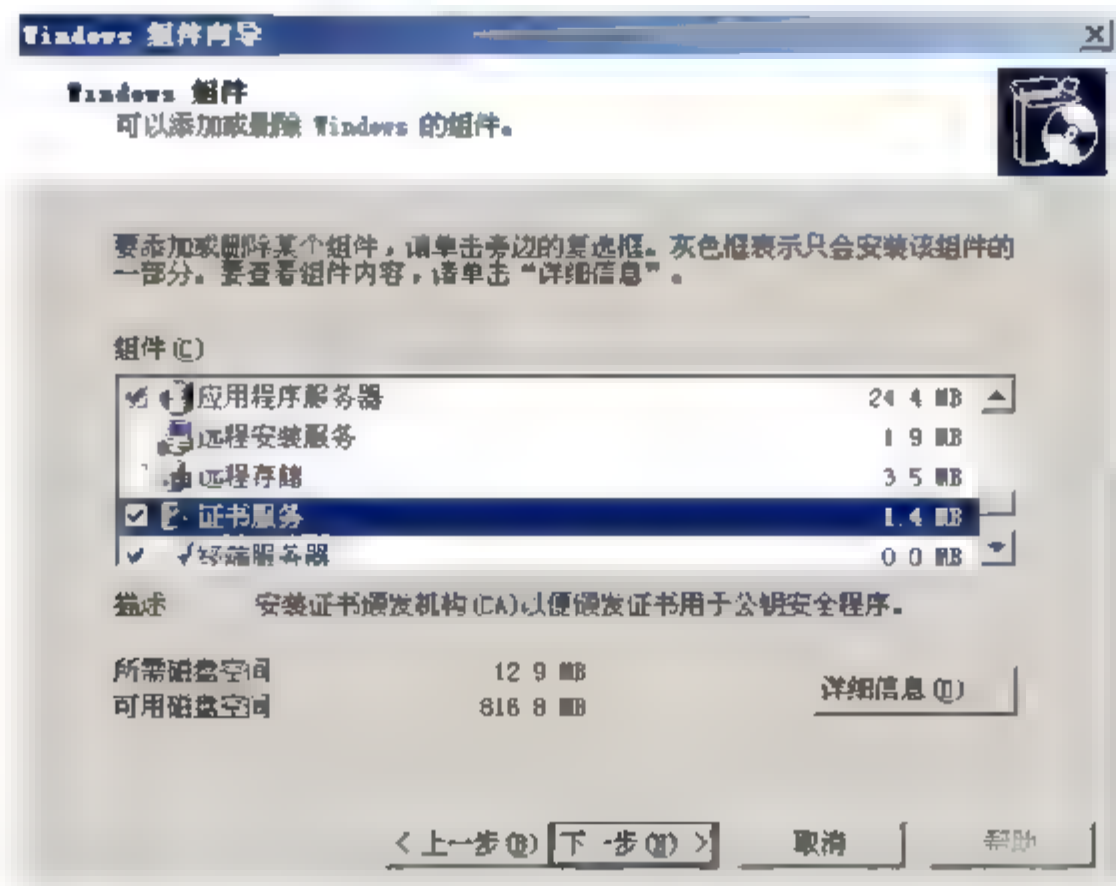 Windows 组件向导
Windows 组件
可以添加或删除 Windows 的组件。
要添加或删除某个组件，请单击旁边的复选框。灰色框表示只会安装该组件的
一部分。要查看组件内容，请单击“详细信息”。
组件(C)
应用程序服务器 24 4 MB
远程安装服务 1 9 MB
远程存储 3 5 MB
证书服务 1.4 MB
终端服务器 0 0 MB
描述 安装证书颁发机构(CA)以便颁发证书用于公钥安全程序。
所需磁盘空间 12 9 MB
可用磁盘空间 816 8 MB
详细信息(D)
< 上一步(B) 下一步(N) > 取消 帮助